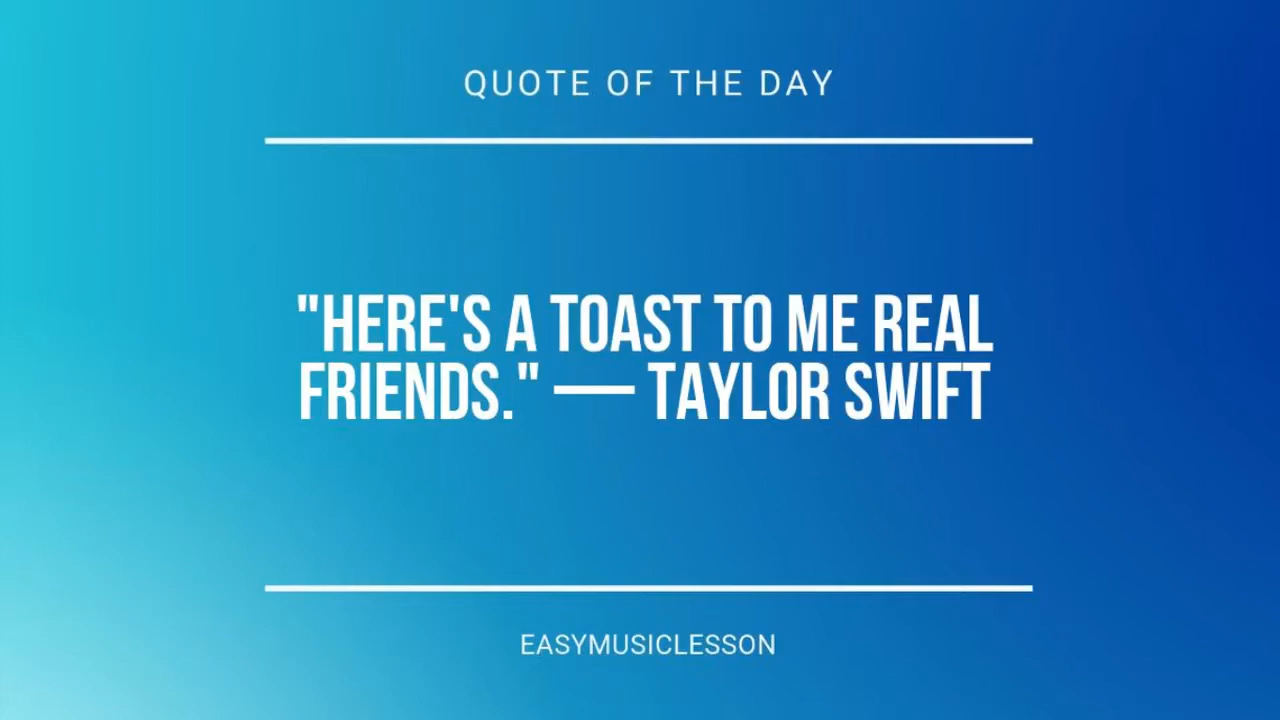 QUOTE OF THE DAY
"HERE'S A TOAST TO ME REAL
FRIENDS." — TAYLOR SWIFT
EASYMUSICLESSON